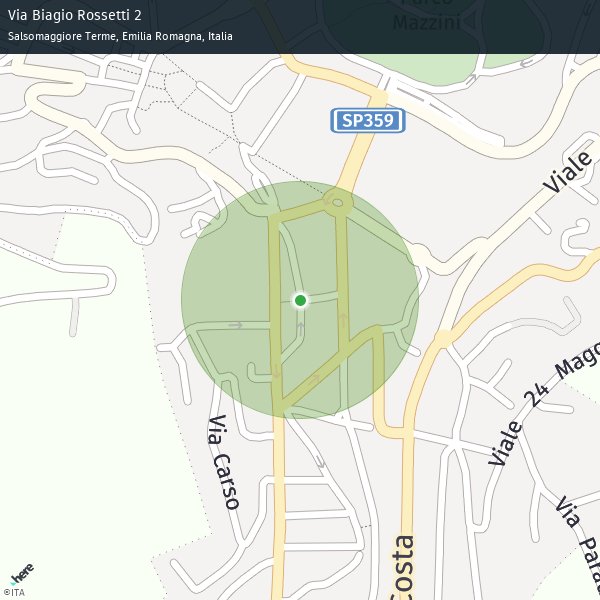 Via Biagio Rossetti 2
Salsomaggiore Terme, Emilia Romagna, Italia
Parco
Mazzini
SP359
Viale
Viale 24 Magg
Via Carso
Via Parad
Costa
here
©ITA